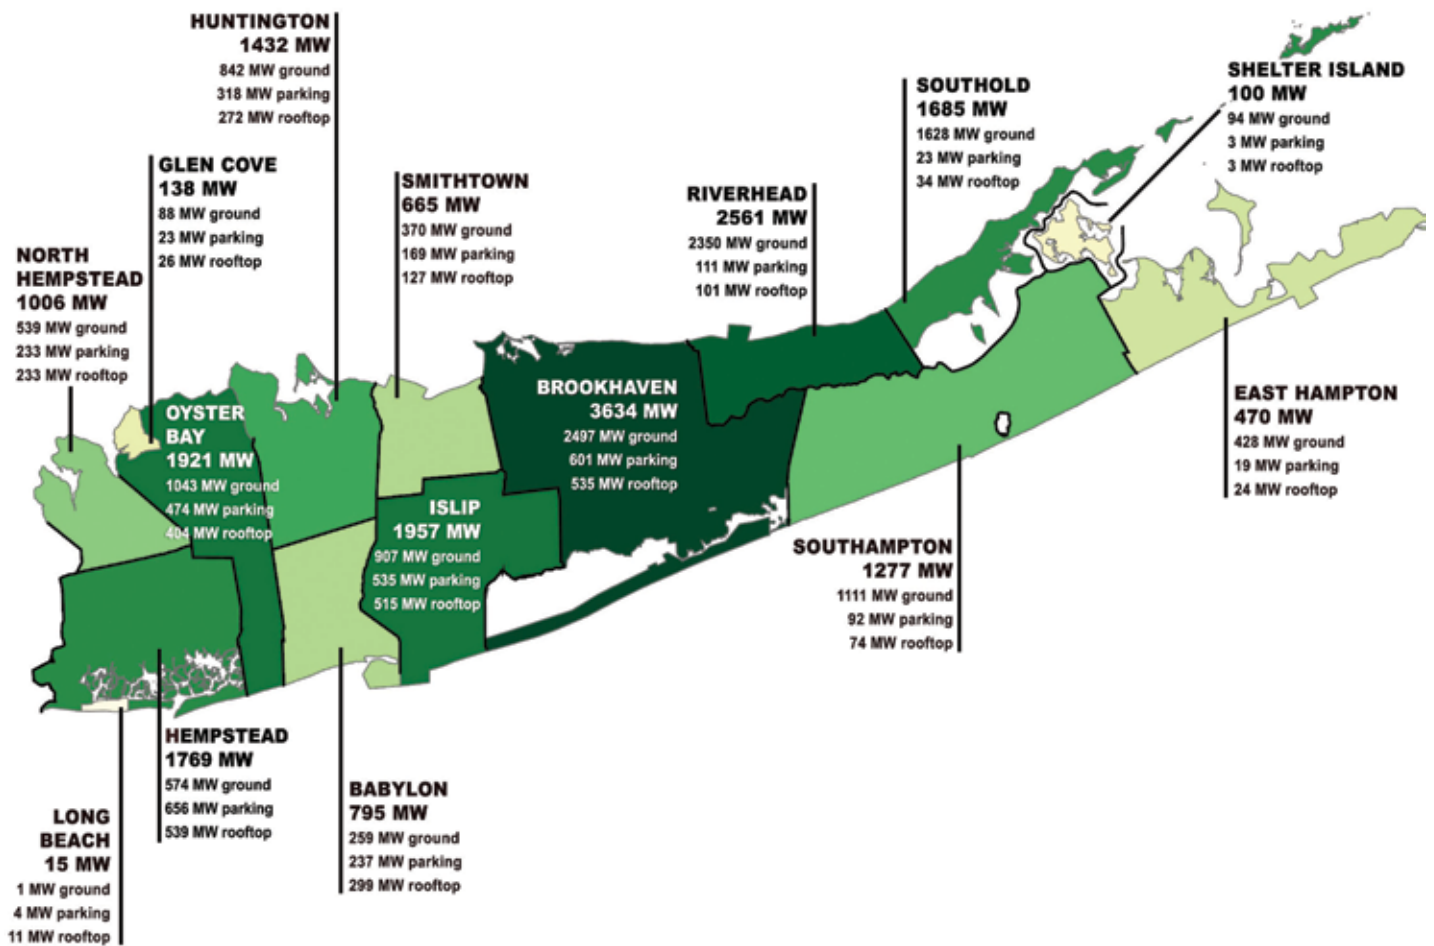 HUNTINGTON
1432 MW
842 MW ground
318 MW parking
272 MW rooftop
GLEN COVE
138 MW
88 MW ground
23 MW parking
26 MW rooftop
NORTH
HEMPSTEAD
1006 MW
539 MW ground
233 MW parking
233 MW rooftop
SMITHTOWN
665 MW
370 MW ground
169 MW parking
127 MW rooftop
RIVERHEAD
2561 MW
2350 MW ground
111 MW parking
101 MW rooftop
SOUTHOLD
1685 MW
1628 MW ground
23 MW parking
34 MW rooftop
SHELTER ISLAND
100 MW
94 MW ground
3 MW parking
3 MW rooftop
OYSTER
BAY
1921 MW
1043 MW ground
474 MW parking
404 MW rooftop
BROOKHAVEN
3634 MW
2497 MW ground
601 MW parking
535 MW rooftop
ISLIP
1957 MW
907 MW ground
535 MW parking
515 MW rooftop
EAST HAMPTON
470 MW
428 MW ground
19 MW parking
24 MW rooftop
SOUTHAMPTON
1277 MW
1111 MW ground
92 MW parking
74 MW rooftop
HEMPSTEAD
1769 MW
574 MW ground
656 MW parking
539 MW rooftop
BABYLON
795 MW
259 MW ground
237 MW parking
299 MW rooftop
LONG
BEACH
15 MW
1 MW ground
4 MW parking
11 MW rooftop